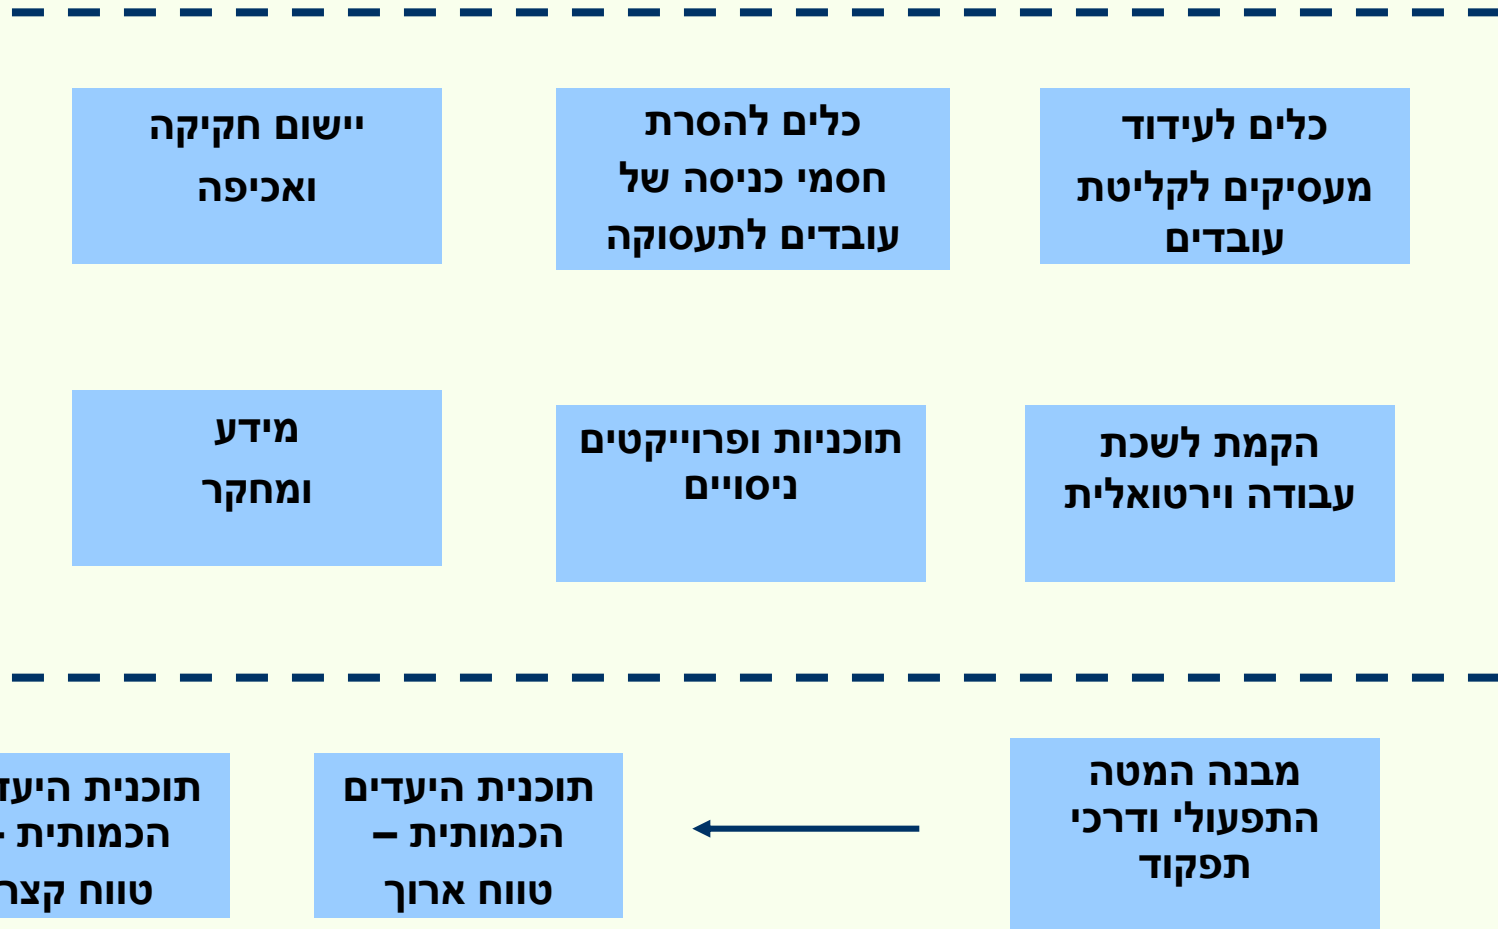 כלים לעידוד
מעסיקים לקליטת
עובדים
כלים להסרת
חסמי כניסה של
עובדים לתעסוקה
יישום חקיקה
ואכיפה
הקמת לשכת
עבודה וירטואלית
תוכניות ופרוייקטים
ניסויים
מידע
ומחקר
מבנה המטה
התפעולי ודרכי
תפקוד
תוכנית היעדים
הכמותית –
טווח ארוך
תוכנית
הכמותית -
טווח קצר